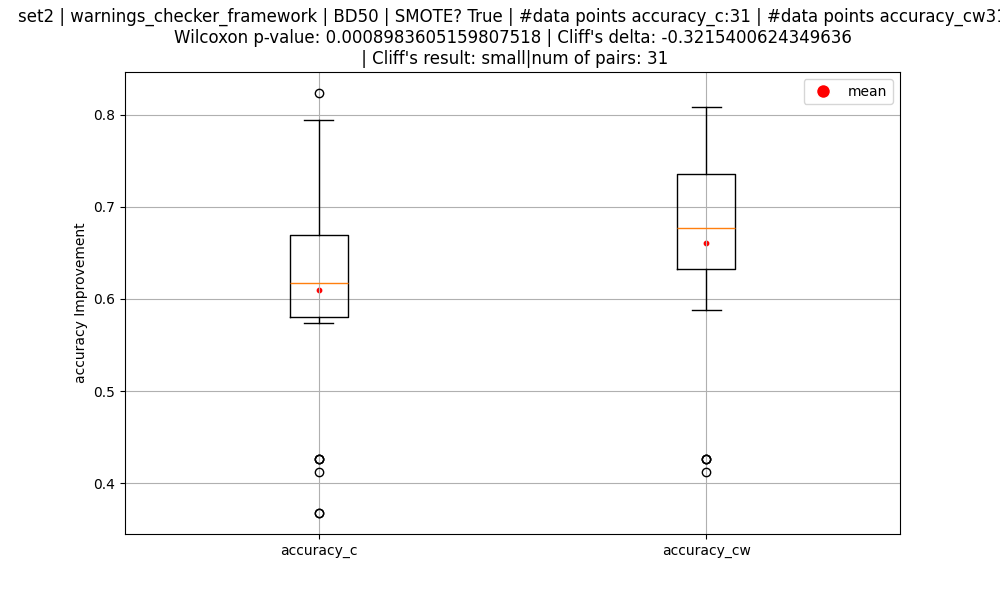 set2 | warnings_checker_framework | BD50 | SMOTE? True | #data points accuracy_c:31 | #data points accuracy_cw31
Wilcoxon p-value: 0.0008983605159807518 | Cliff's delta: -0.3215400624349636
| Cliff's result: small|num of pairs: 31
mean
0.8
0.7
0.6
0.5
0.4
accuracy Improvement
accuracy_c
accuracy_cw